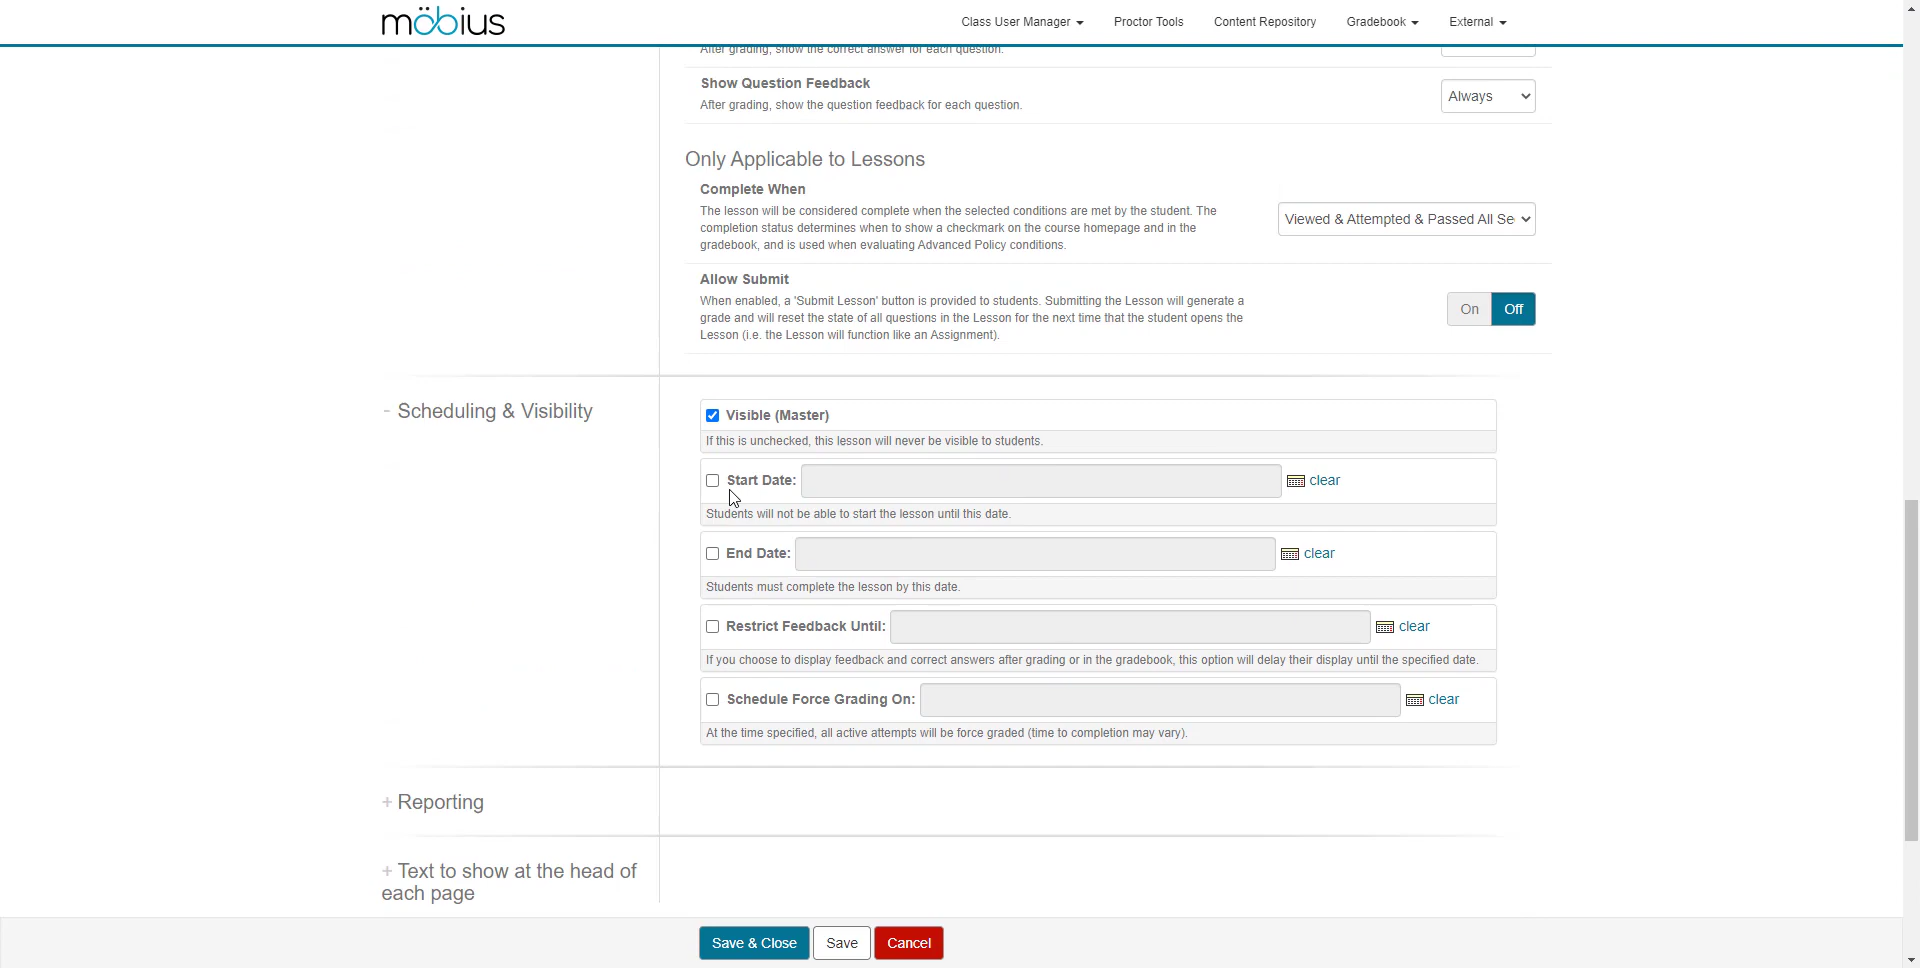 möbius
Class User Manager
Proctor Tools
Content Repository
Gradebook
External
After grading, show the correct answer for each question.
Show Question Feedback
After grading, show the question feedback for each question.
Always
Only Applicable to Lessons
Complete When
The lesson will be considered complete when the selected conditions are met by the student. The
completion status determines when to show a checkmark on the course homepage and in the
gradebook, and is used when evaluating Advanced Policy conditions.
Viewed & Attempted & Passed All Se
Allow Submit
When enabled, a 'Submit Lesson' button is provided to students. Submitting the Lesson will generate a
grade and will reset the state of all questions in the Lesson for the next time that the student opens the
Lesson (i.e. the Lesson will function like an Assignment).
On Off
- Scheduling & Visibility
Visible (Master)
If this is unchecked, this lesson will never be visible to students.
Start Date: clear
Students will not be able to start the lesson until this date.
End Date: clear
Students must complete the lesson by this date.
Restrict Feedback Until: clear
If you choose to display feedback and correct answers after grading or in the gradebook, this option will delay their display until the specified date.
Schedule Force Grading On: clear
At the time specified, all active attempts will be force graded (time to completion may vary).
+ Reporting
+ Text to show at the head of
each page
Save & Close
Save
Cancel